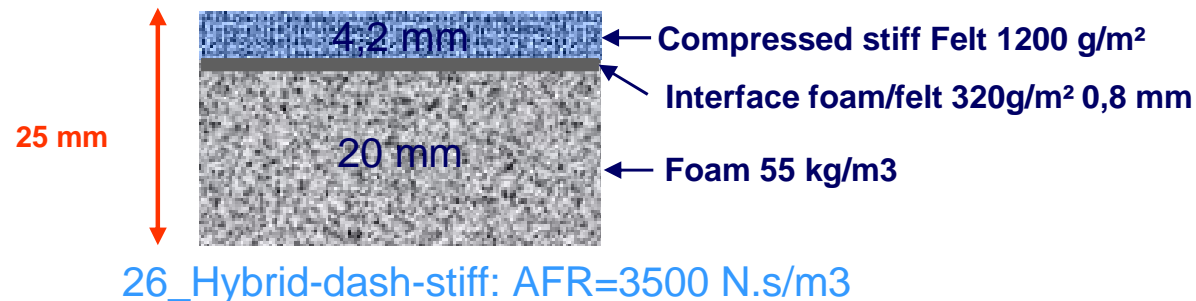 4,2 mm
Compressed stiff Felt 1200 g/m²
Interface foam/felt 320g/m² 0,8 mm
25 mm
20 mm
Foam 55 kg/m3
26_Hybrid-dash-stiff: AFR=3500 N.s/m3